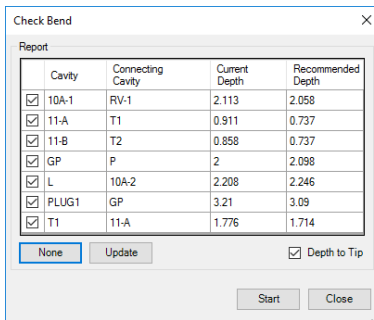 Check Bend
Report
Cavity Connecting Cavity Current Depth Recommended Depth
10A-1 RV-1 2.113 2.058
11-A T1 0.911 0.737
11-B T2 0.858 0.737
GP P 2 2.098
L 10A-2 2.208 2.246
PLUG1 GP 3.21 3.09
T1 11-A 1.776 1.714
None Update Depth to Tip
Start Close